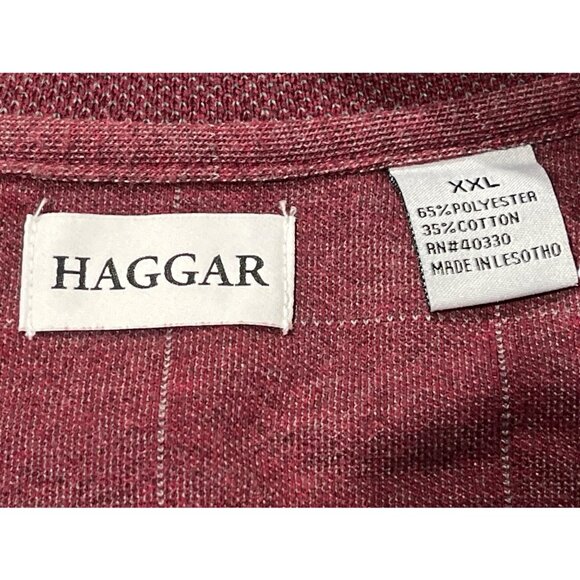 HAGGAR
XXL
65% POLYESTER
35% COTTON
RN#40330
MADE IN LESOTHO